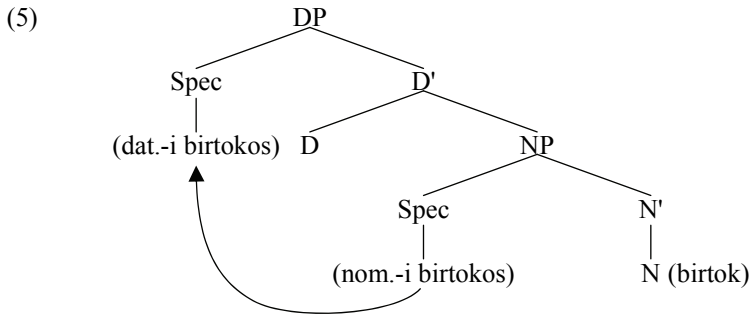 (5) DP
Spec D'
(dat.-i birtokos) D NP
Spec N'
(nom.-i birtokos) N (birtok)